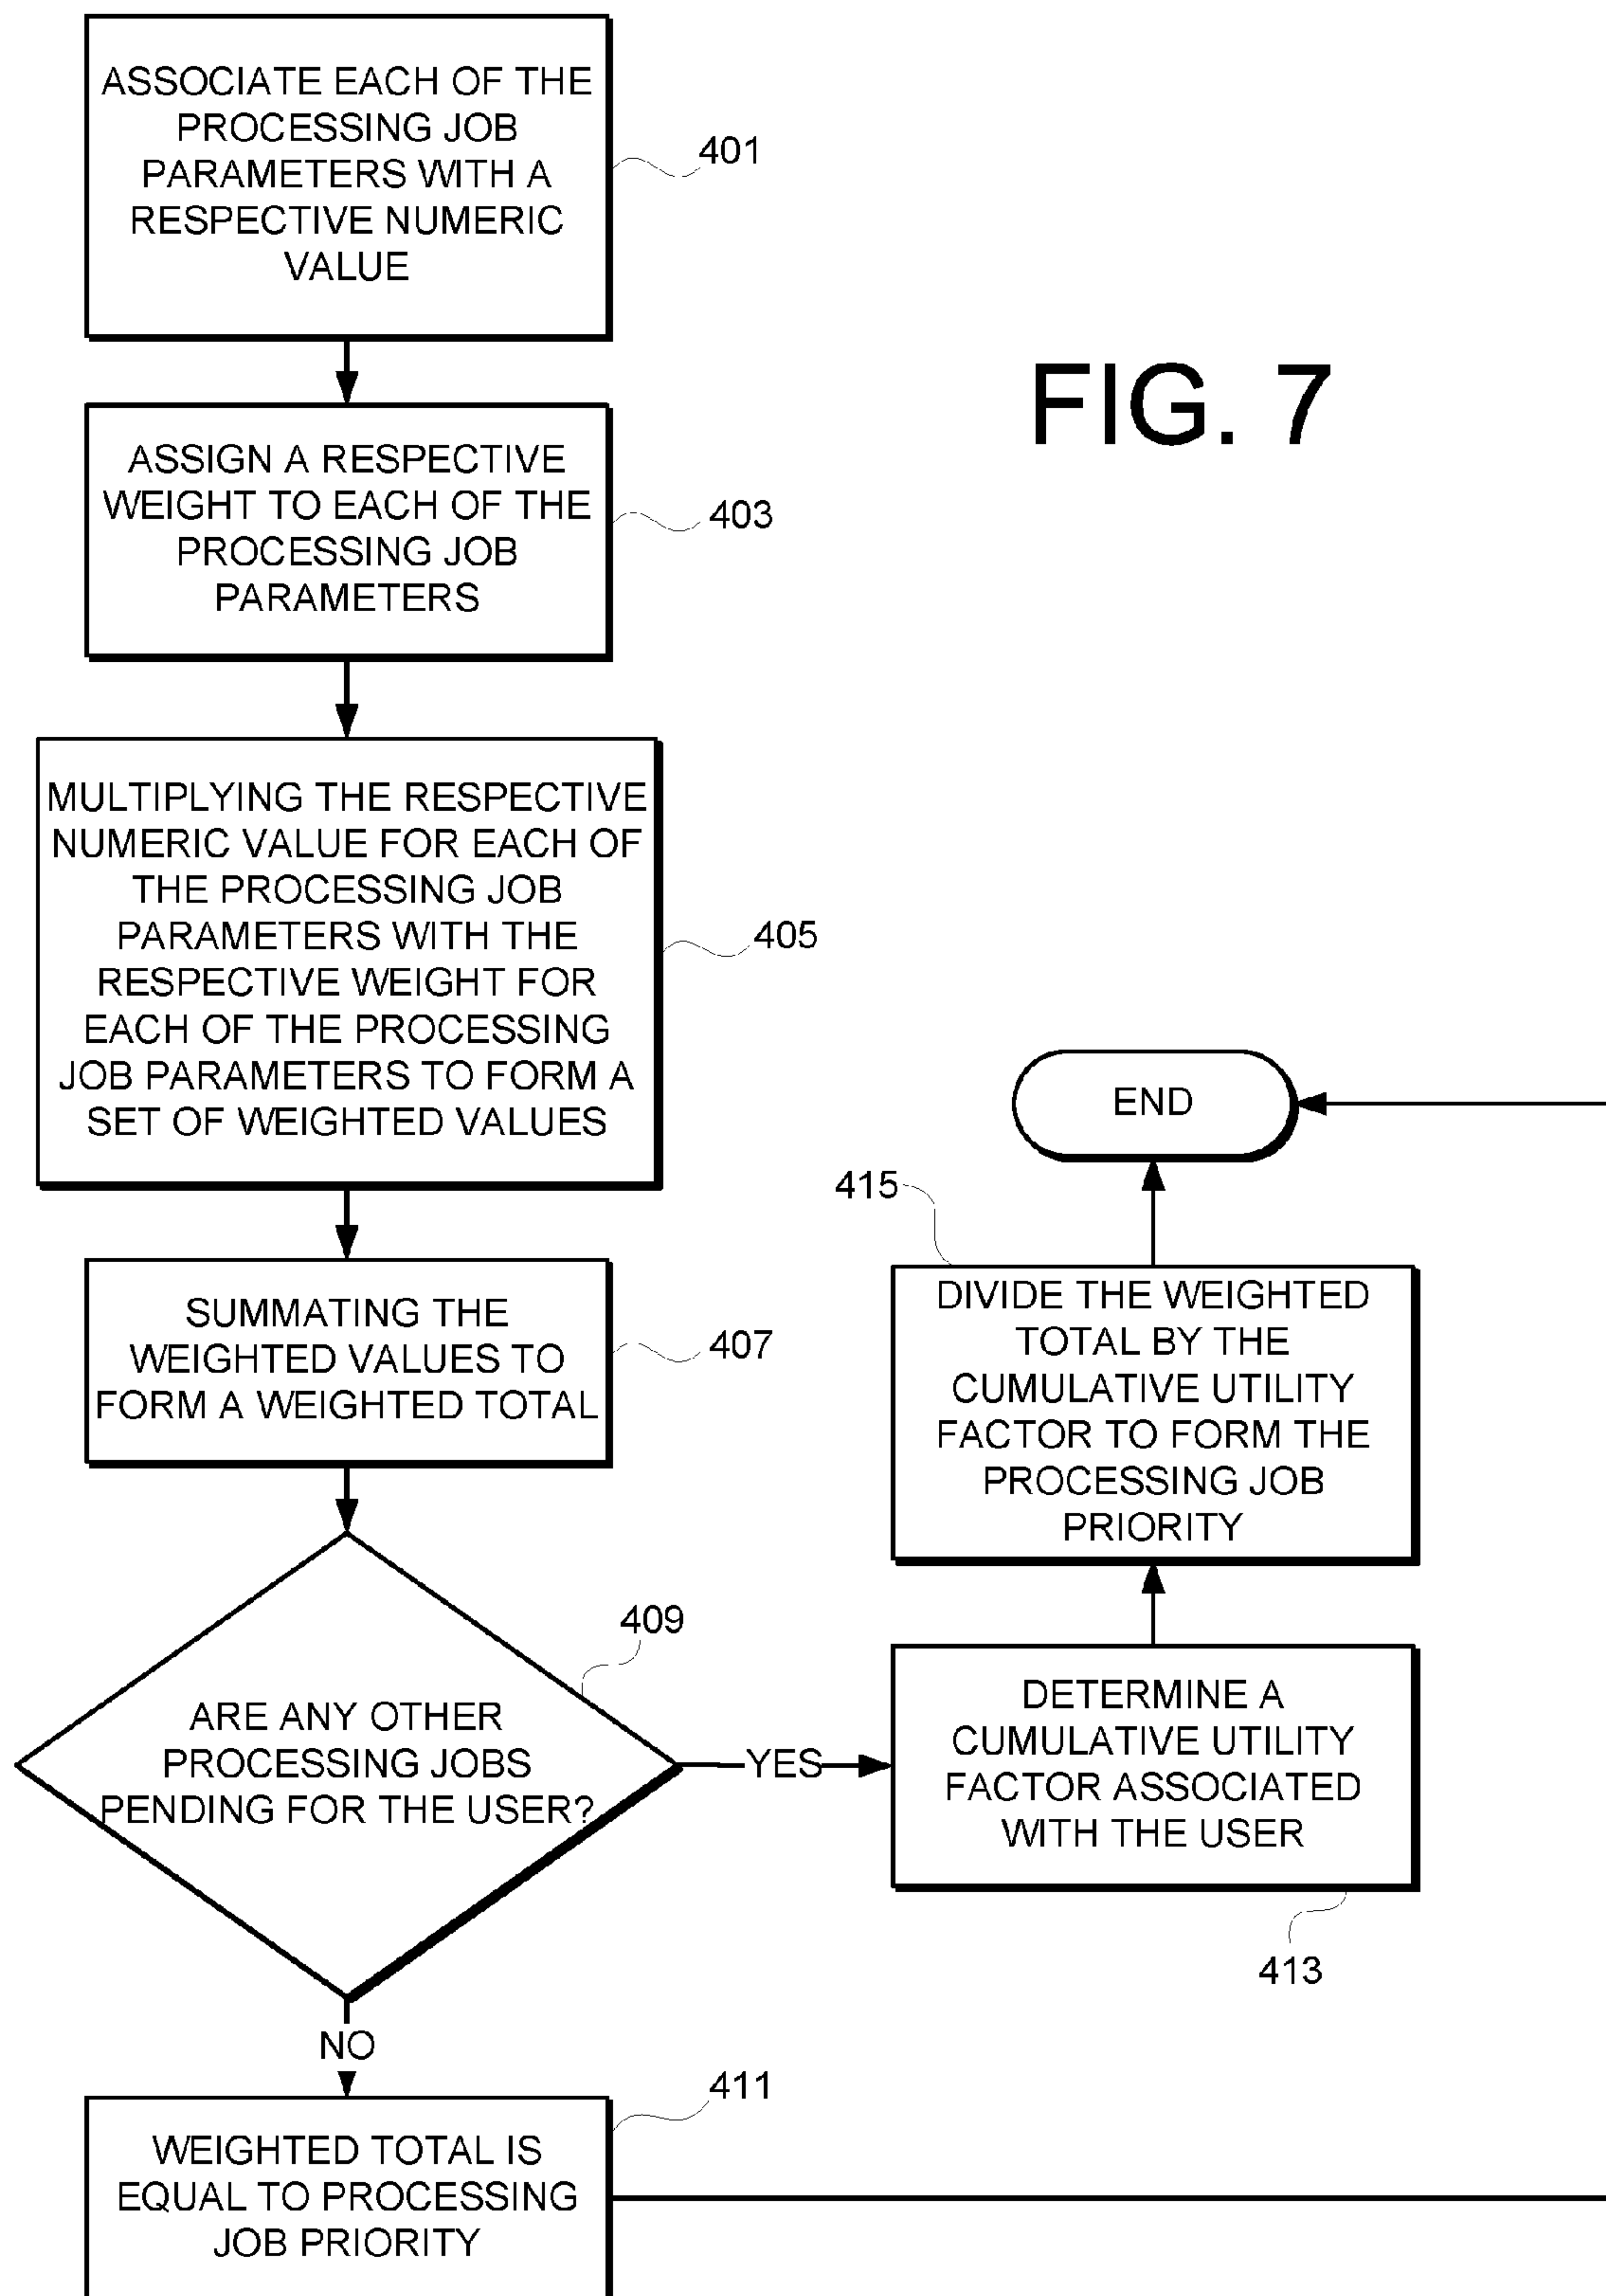 ASSOCIATE EACH OF THE
PROCESSING JOB
PARAMETERS WITH A
RESPECTIVE NUMERIC
VALUE
401
FIG. 7
ASSIGN A RESPECTIVE
WEIGHT TO EACH OF THE
PROCESSING JOB
PARAMETERS
403
MULTIPLYING THE RESPECTIVE
NUMERIC VALUE FOR EACH OF
THE PROCESSING JOB
PARAMETERS WITH THE
RESPECTIVE WEIGHT FOR
EACH OF THE PROCESSING
JOB PARAMETERS TO FORM A
SET OF WEIGHTED VALUES
405
SUMMATING THE
WEIGHTED VALUES TO
FORM A WEIGHTED TOTAL
407
ARE ANY OTHER
PROCESSING JOBS
PENDING FOR THE USER?
409
YES
NO
WEIGHTED TOTAL IS
EQUAL TO PROCESSING
JOB PRIORITY
411
DETERMINE A
CUMULATIVE UTILITY
FACTOR ASSOCIATED
WITH THE USER
413
DIVIDE THE WEIGHTED
TOTAL BY THE
CUMULATIVE UTILITY
FACTOR TO FORM THE
PROCESSING JOB
PRIORITY
415
END